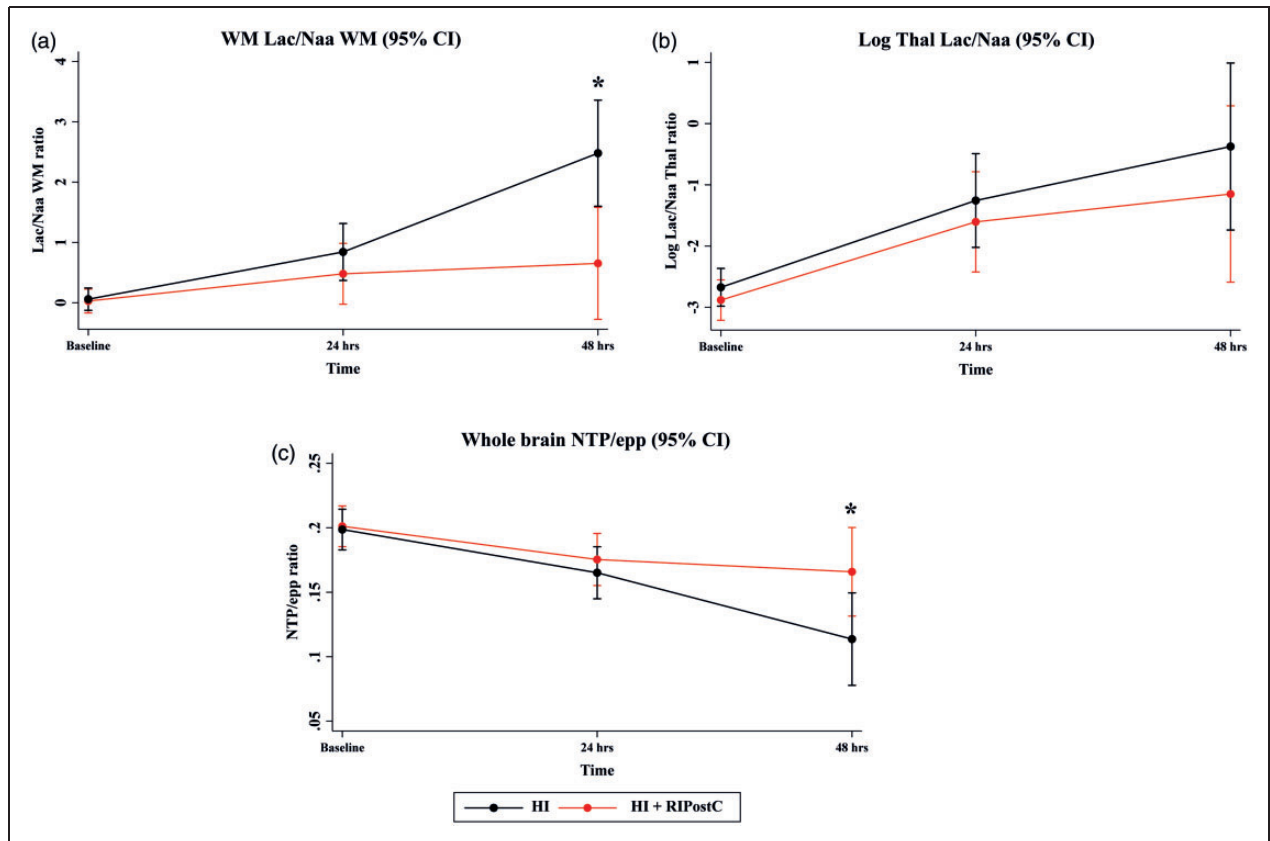 (a)
WM Lac/Naa WM (95% CI)
Lac/Naa WM ratio
4
3
2
1
0
*
Baseline
24 hrs
48 hrs
Time
(b)
Log Thal Lac/Naa (95% CI)
Log Lac/Naa Thal ratio
1
0
-1
-2
-3
Baseline
24 hrs
48 hrs
Time
(c)
Whole brain NTP/epp (95% CI)
NTP/epp ratio
.25
.2
.15
.1
.05
*
Baseline
24 hrs
48 hrs
Time
HI
HI + RIPostC